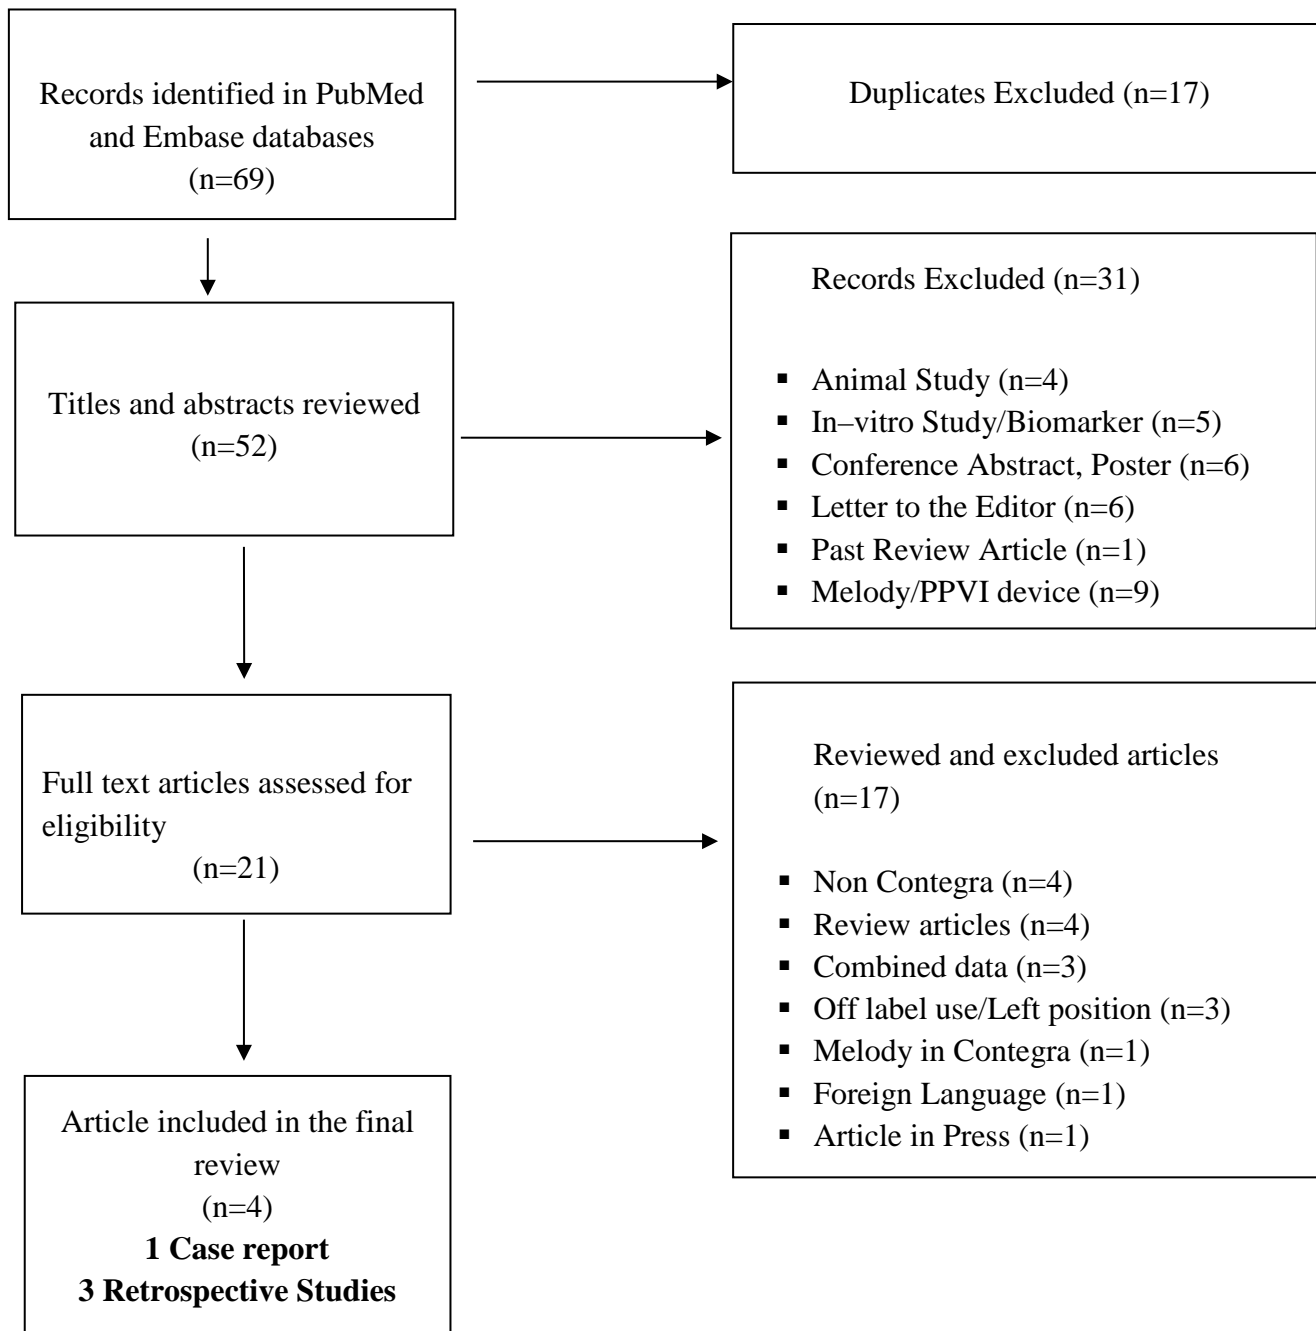 Records identified in PubMed
and Embase databases
(n=69)
Duplicates Excluded (n=17)
Titles and abstracts reviewed
(n=52)
Records Excluded (n=31)
▪ Animal Study (n=4)
▪ In–vitro Study/Biomarker (n=5)
▪ Conference Abstract, Poster (n=6)
▪ Letter to the Editor (n=6)
▪ Past Review Article (n=1)
▪ Melody/PPVI device (n=9)
Full text articles assessed for
eligibility
(n=21)
Reviewed and excluded articles
(n=17)
▪ Non Contegra (n=4)
▪ Review articles (n=4)
▪ Combined data (n=3)
▪ Off label use/Left position (n=3)
▪ Melody in Contegra (n=1)
▪ Foreign Language (n=1)
▪ Article in Press (n=1)
Article included in the final
review
(n=4)
1 Case report
3 Retrospective Studies